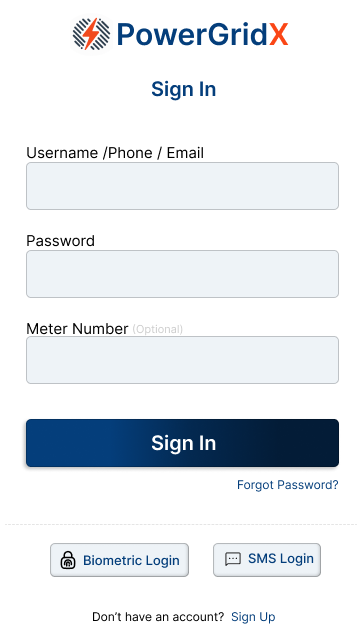 PowerGridX
Sign In
Username /Phone / Email
Password
Meter Number (Optional)
Sign In
Forgot Password?
Biometric Login
SMS Login
Don't have an account? Sign Up